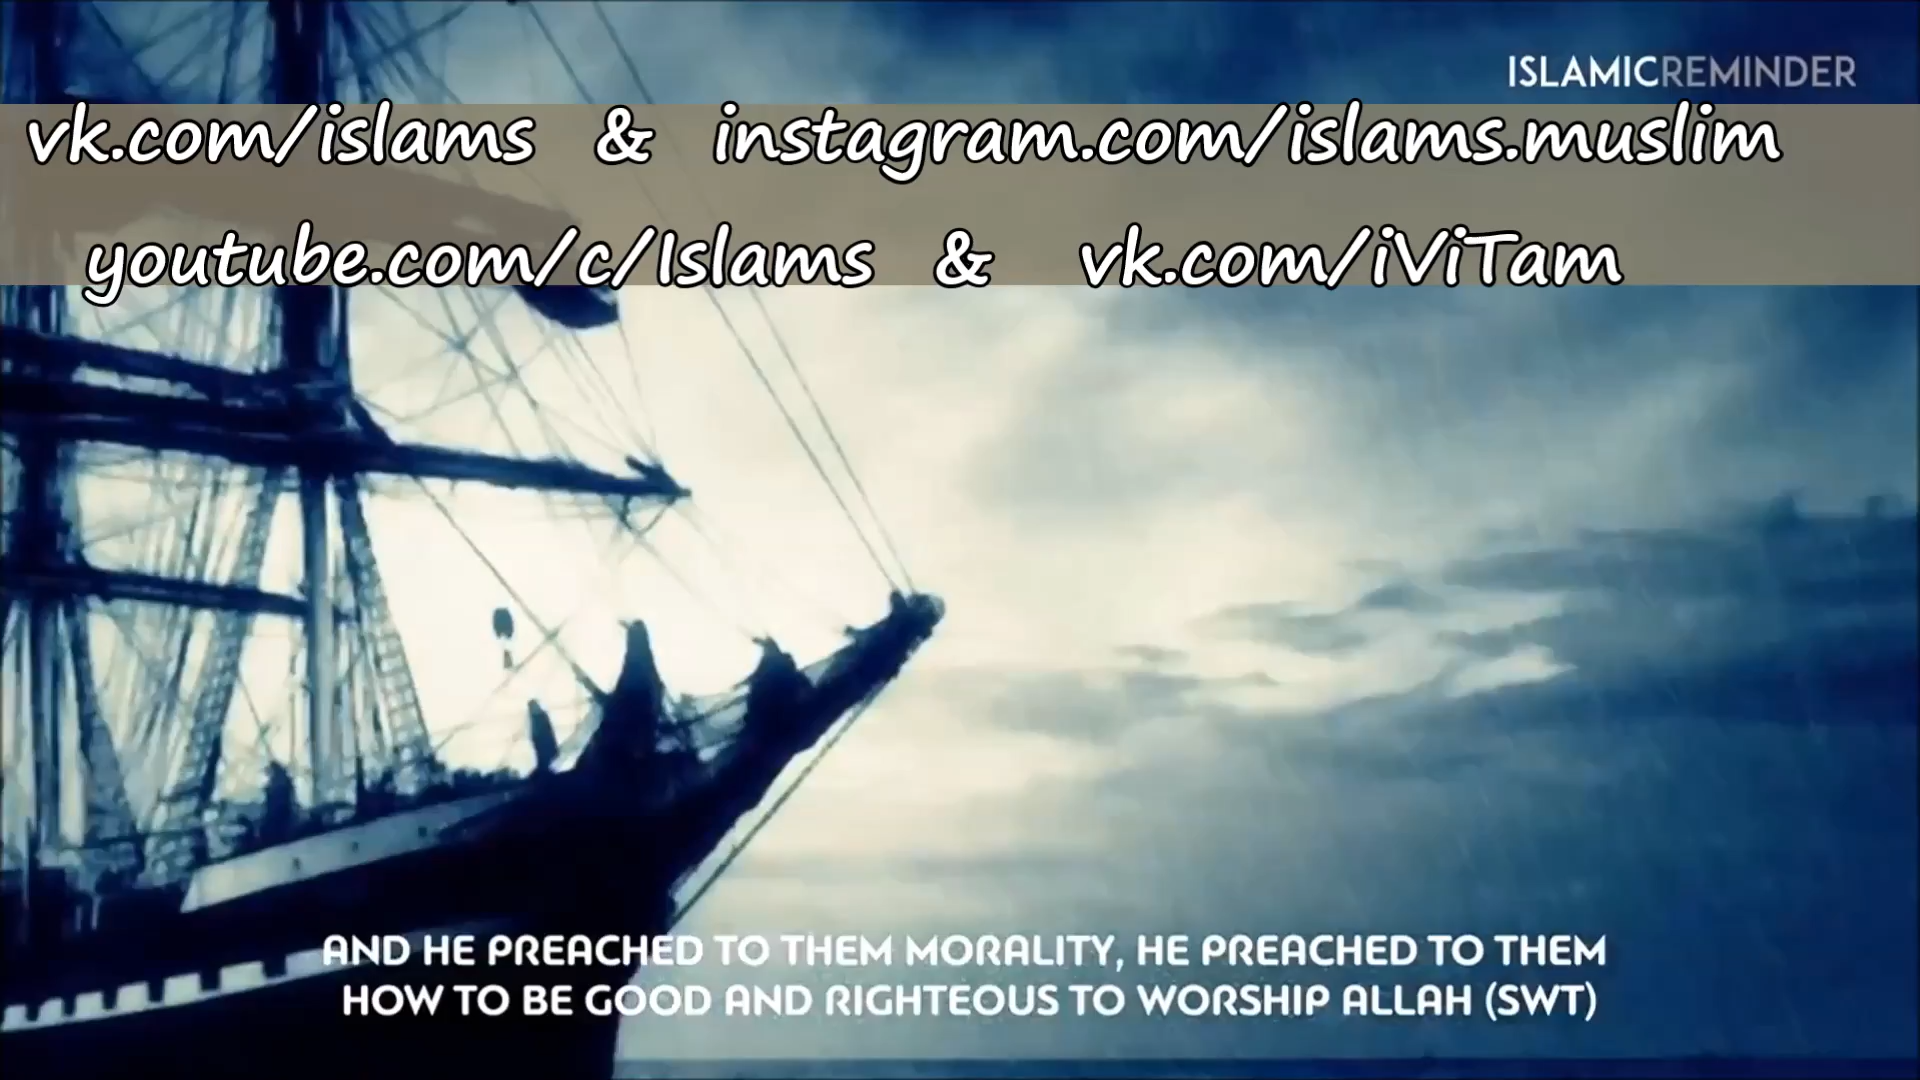 ISLAMICREMINDER
vk.com/islams & instagram.com/islams.muslim
youtube.com/c/Islams & vk.com/iViTam
AND HE PREACHED TO THEM MORALITY, HE PREACHED TO THEM
HOW TO BE GOOD AND RIGHTEOUS TO WORSHIP ALLAH (SWT)